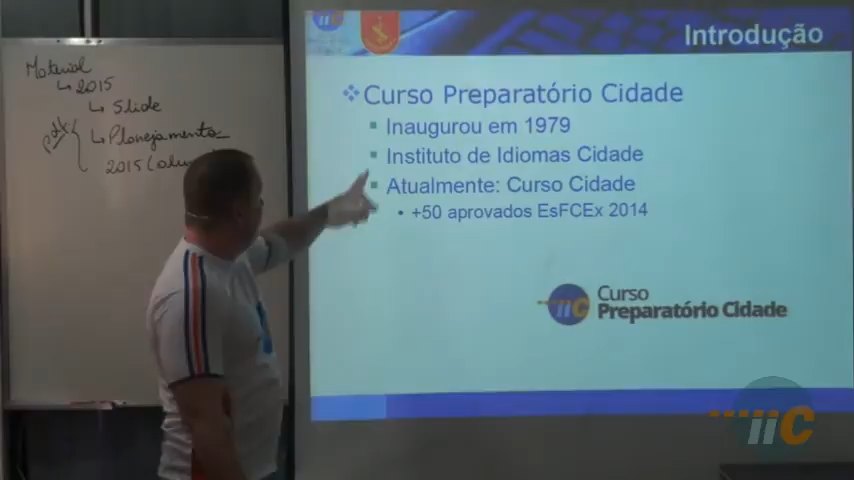 Material
↳ 2015
↳ Slide
↳ Planejamento
2015
Introdução
Curso Preparatório Cidade
Inaugurou em 1979
Instituto de Idiomas Cidade
Atualmente: Curso Cidade
+50 aprovados EsFCEx 2014
iiC Curso
Preparatório Cidade
iiC